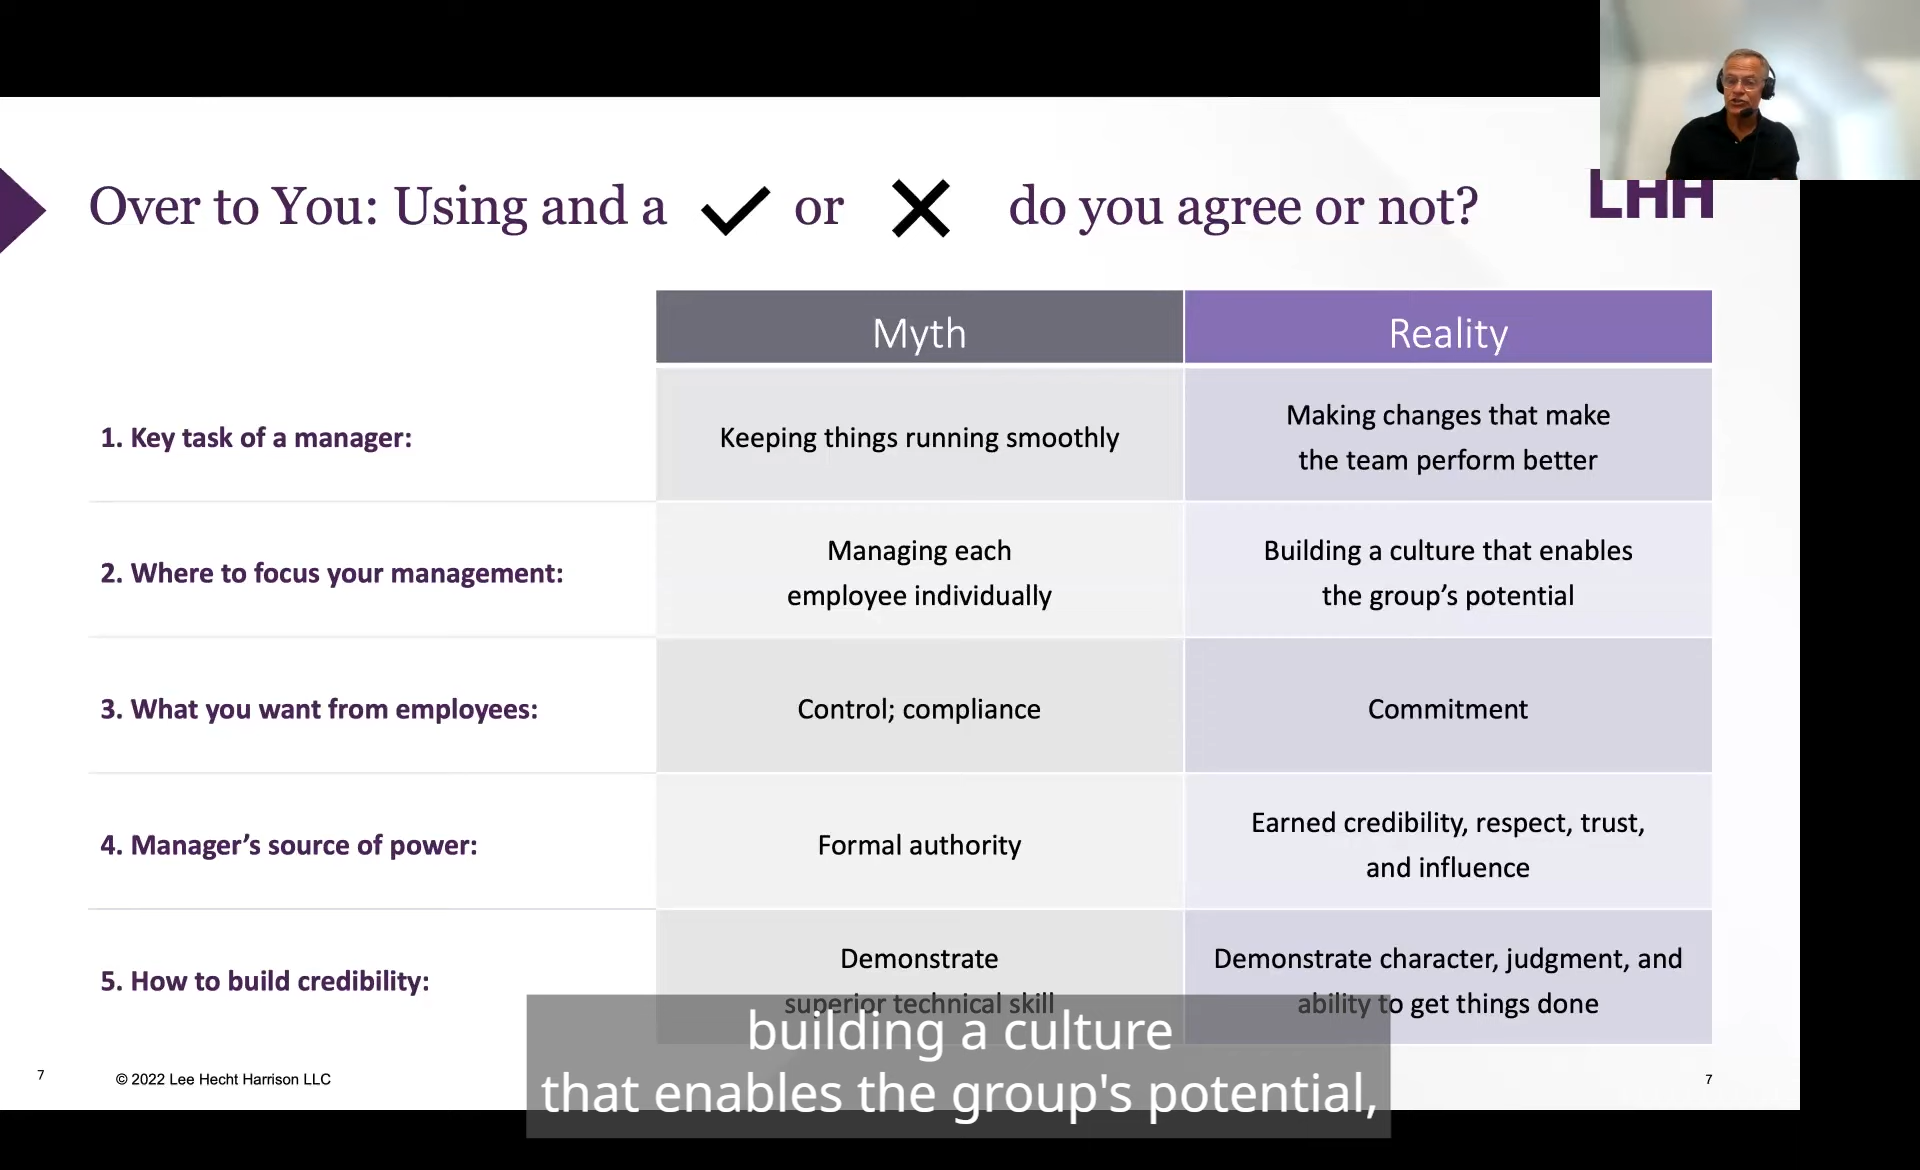 Over to You: Using and a ✓ or ✕ do you agree or not?
LHH
Myth
Reality
1. Key task of a manager:
Keeping things running smoothly
Making changes that make
the team perform better
2. Where to focus your management:
Managing each
employee individually
Building a culture that enables
the group’s potential
3. What you want from employees:
Control; compliance
Commitment
4. Manager’s source of power:
Formal authority
Earned credibility, respect, trust,
and influence
5. How to build credibility:
Demonstrate
superior technical skill
Demonstrate character, judgment, and
ability to get things done
building a culture
that enables the group's potential,
7
© 2022 Lee Hecht Harrison LLC
7